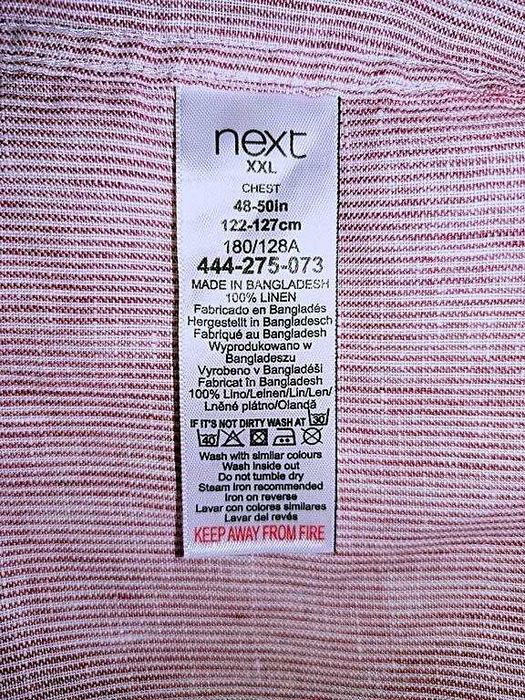 next
XXL
CHEST
48-50in
122-127cm
180/128A
444-275-073
MADE IN BANGLADESH
100% LINEN
Fabricado en Bangladés
Hergestellt in Bangladesch
Fabriqué au Bangladesh
Wyprodukowano w
Bangladeszu
Vyrobeno v Bangladéši
Fabricat în Bangladesh
100% Lino/Leinen/Lin/Len/
Lněné plátno/Olandă
IF IT'S NOT DIRTY WASH AT 30
40
Wash with similar colours
Wash inside out
Do not tumble dry
Steam iron recommended
Iron on reverse
Lavar con colores similares
Lavar del revés
KEEP AWAY FROM FIRE